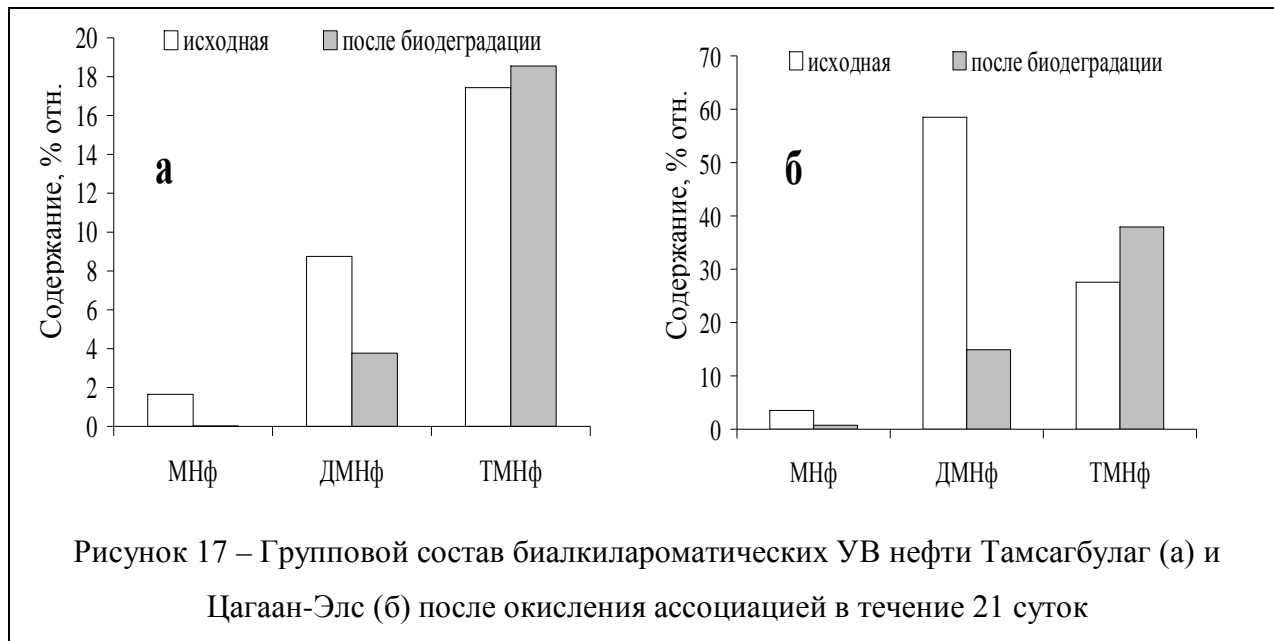 исходная после биодеградации
а
Содержание, % отн.
20
18
16
14
12
10
8
6
4
2
0
МНф ДМНф ТМНф
исходная после биодеградации
б
Содержание, % отн.
70
60
50
40
30
20
10
0
МНф ДМНф ТМНф
Рисунок 17 – Групповой состав биалкилароматических УВ нефти Тамсагбулаг (а) и
Цагаан-Элс (б) после окисления ассоциацией в течение 21 суток